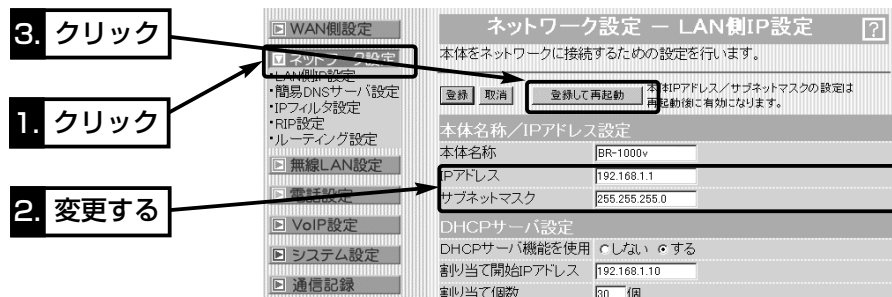 3. クリック
1. クリック
2. 変更する
WAN側設定
ネットワーク設定
・LAN側IP設定
・簡易DNSサーバ設定
・IPフィルタ設定
・RIP設定
・ルーティング設定
無線LAN設定
電話設定
VoIP設定
システム設定
通信記録
ネットワーク設定 － LAN側IP設定
?
本体をネットワークに接続するための設定を行います。
登録 取消 登録して再起動 本体IPアドレス／サブネットマスクの設定は
再起動後に有効になります。
本体名称／IPアドレス設定
本体名称 BR-1000v
IPアドレス 192.168.1.1
サブネットマスク 255.255.255.0
DHCPサーバ設定
DHCPサーバ機能を使用 しない する
割り当て開始IPアドレス 192.168.1.10
割り当て個数 30 個